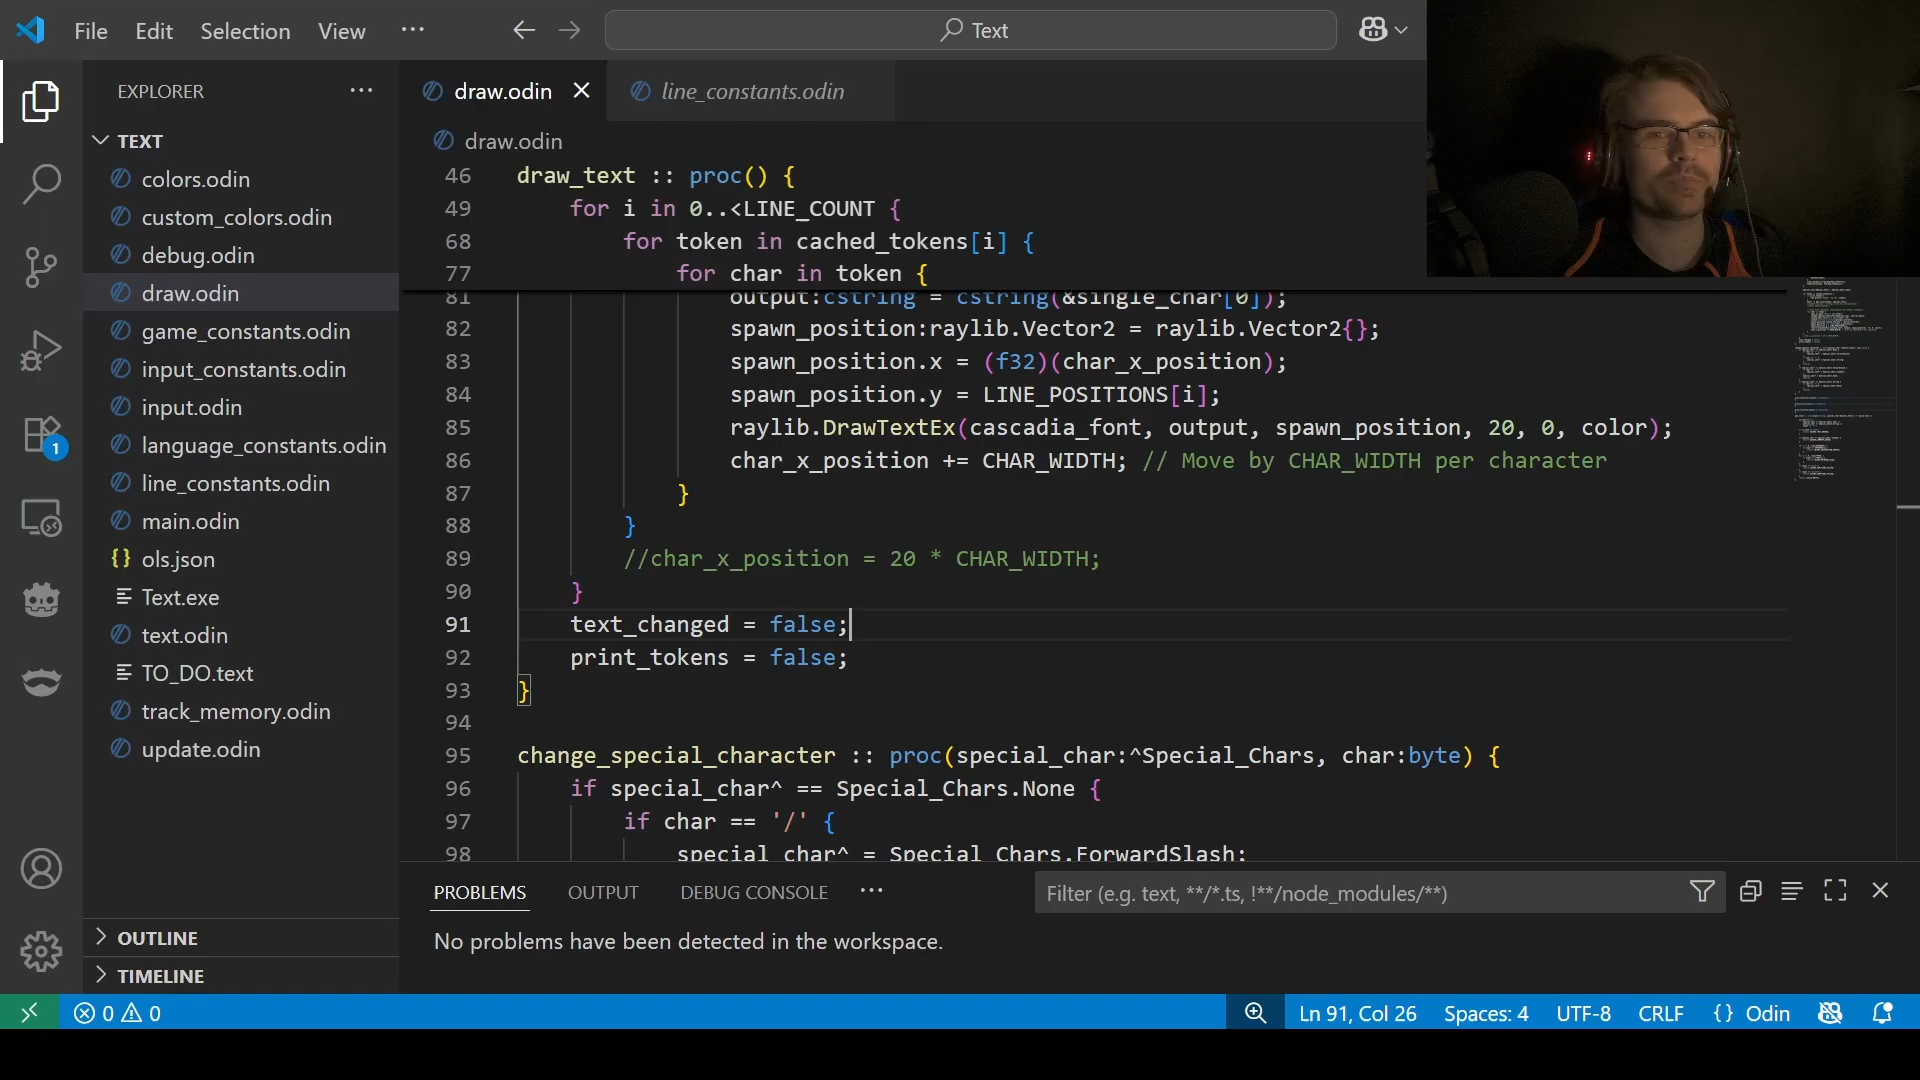 File Edit Selection View ··· Text
EXPLORER ···
TEXT
colors.odin
custom_colors.odin
debug.odin
draw.odin
game_constants.odin
input_constants.odin
input.odin
language_constants.odin
line_constants.odin
main.odin
{} ols.json
Text.exe
text.odin
TO_DO.text
track_memory.odin
update.odin
OUTLINE
TIMELINE
1
draw.odin line_constants.odin
draw.odin
46 draw_text :: proc() {
49 for i in 0..<LINE_COUNT {
68 for token in cached_tokens[i] {
77 for char in token {
81 output:cstring = cstring(&single_char[0]);
82 spawn_position:raylib.Vector2 = raylib.Vector2{};
83 spawn_position.x = (f32)(char_x_position);
84 spawn_position.y = LINE_POSITIONS[i];
85 raylib.DrawTextEx(cascadia_font, output, spawn_position, 20, 0, color);
86 char_x_position += CHAR_WIDTH; // Move by CHAR_WIDTH per character
87 }
88 }
89 //char_x_position = 20 * CHAR_WIDTH;
90 }
91 text_changed = false;
92 print_tokens = false;
93 }
94
95 change_special_character :: proc(special_char:^Special_Chars, char:byte) {
96 if special_char^ == Special_Chars.None {
97 if char == '/' {
98 special_char^ = Special_Chars.ForwardSlash;
PROBLEMS OUTPUT DEBUG CONSOLE ··· Filter (e.g. text, **/*.ts, !**/node_modules/**)
No problems have been detected in the workspace.
0 0 Ln 91, Col 26 Spaces: 4 UTF-8 CRLF {} Odin